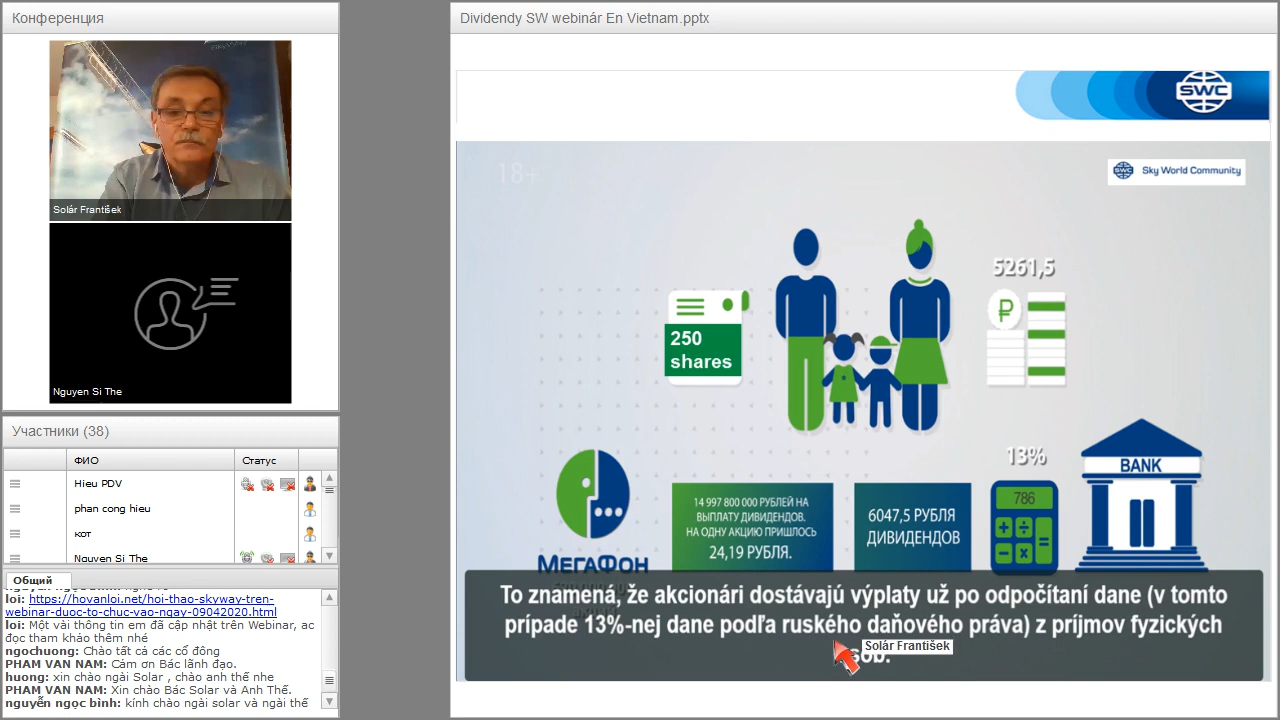 Конференция
Solár František
Nguyen Si The
Участники (38)
ФИО
Статус
Hieu PDV
phan cong hieu
кот
Nguyen Si The
Общий
loi: https://hovanloi.net/hoi-thao-skyway-tren-
webinar-duoc-to-chuc-vao-ngay-09042020.html
loi: Một vài thông tin em đã cập nhật trên Webinar, ac
đọc tham khảo thêm nhé
ngochuong: Chào tất cả các cổ đông
PHAM VAN NAM: Cảm ơn Bác lãnh đạo.
huong: xin chào ngài Solar , chào anh thế nhe
PHAM VAN NAM: Xin chào Bác Solar và Anh Thế.
nguyễn ngọc bình: kính chào ngài solar và ngài thế
Dividendy SW webinár En Vietnam.pptx
SWC
18+
SWC Sky World Community
5261,5
₽
250
shares
13%
BANK
786
14 997 800 000 РУБЛЕЙ НА
ВЫПЛАТУ ДИВИДЕНДОВ.
НА ОДНУ АКЦИЮ ПРИШЛОСЬ
24,19 РУБЛЯ.
6047,5 РУБЛЯ
ДИВИДЕНДОВ
МЕГАФОН
To znamená, že akcionári dostávajú výplaty už po odpočítaní dane (v tomto
prípade 13%-nej dane podľa ruského daňového práva) z príjmov fyzických
Solár František